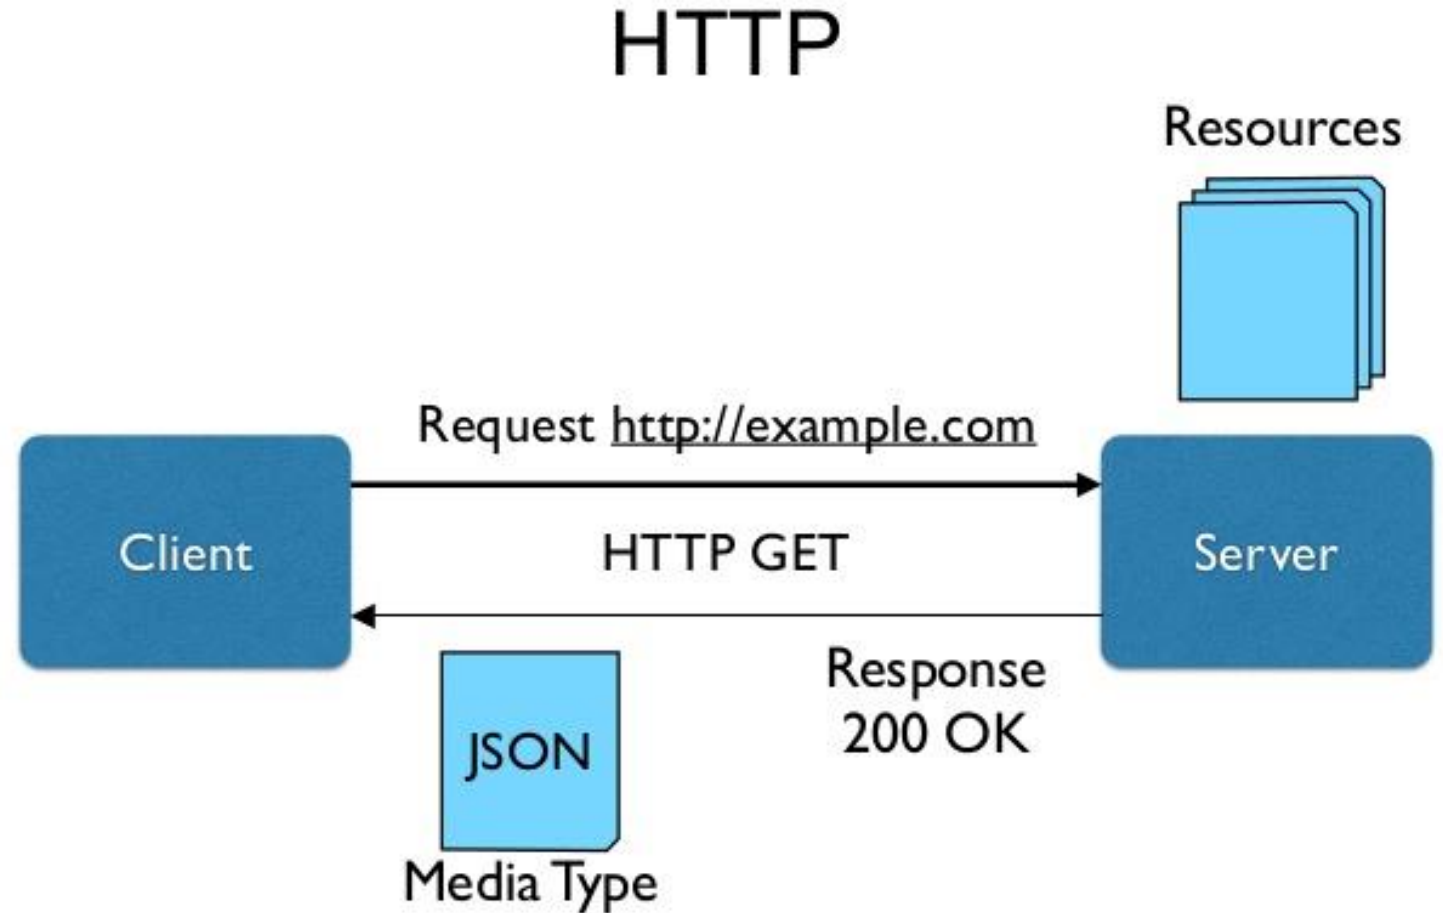 HTTP
Resources
Request http://example.com
Client
HTTP GET
Server
Response
200 OK
JSON
Media Type